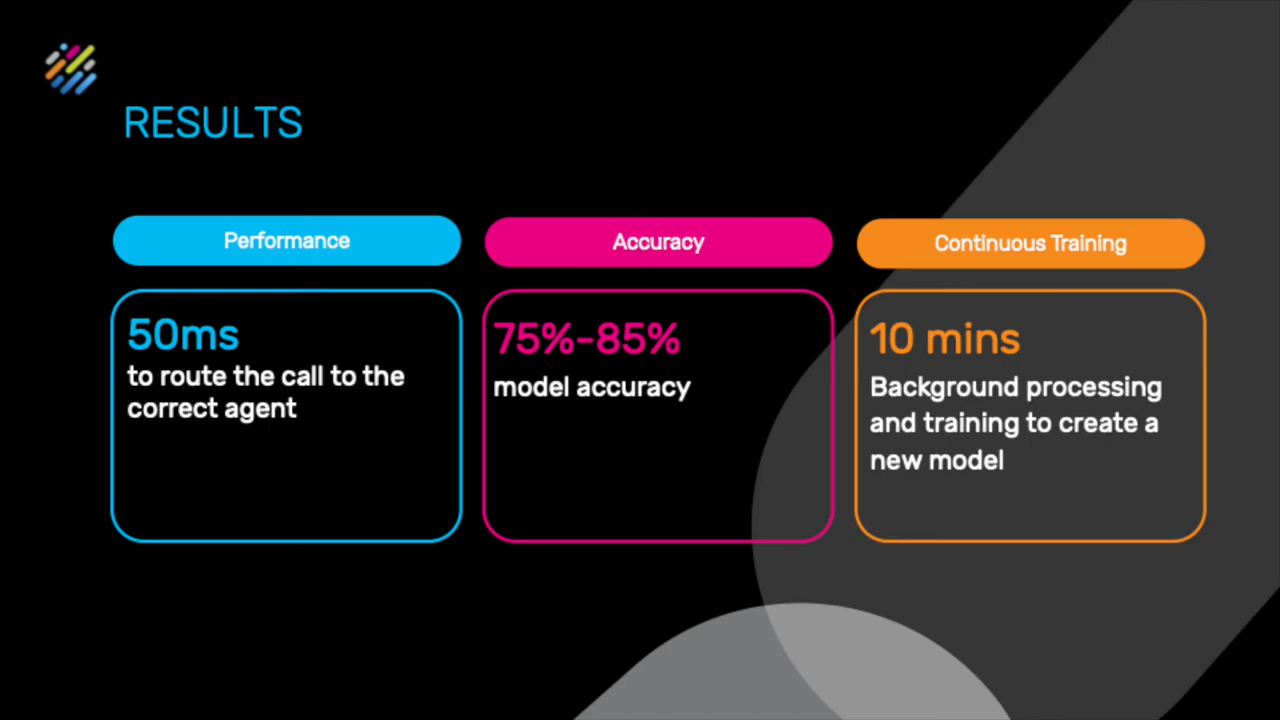 RESULTS
Performance
50ms
to route the call to the
correct agent
Accuracy
75%-85%
model accuracy
Continuous Training
10 mins
Background processing
and training to create a
new model